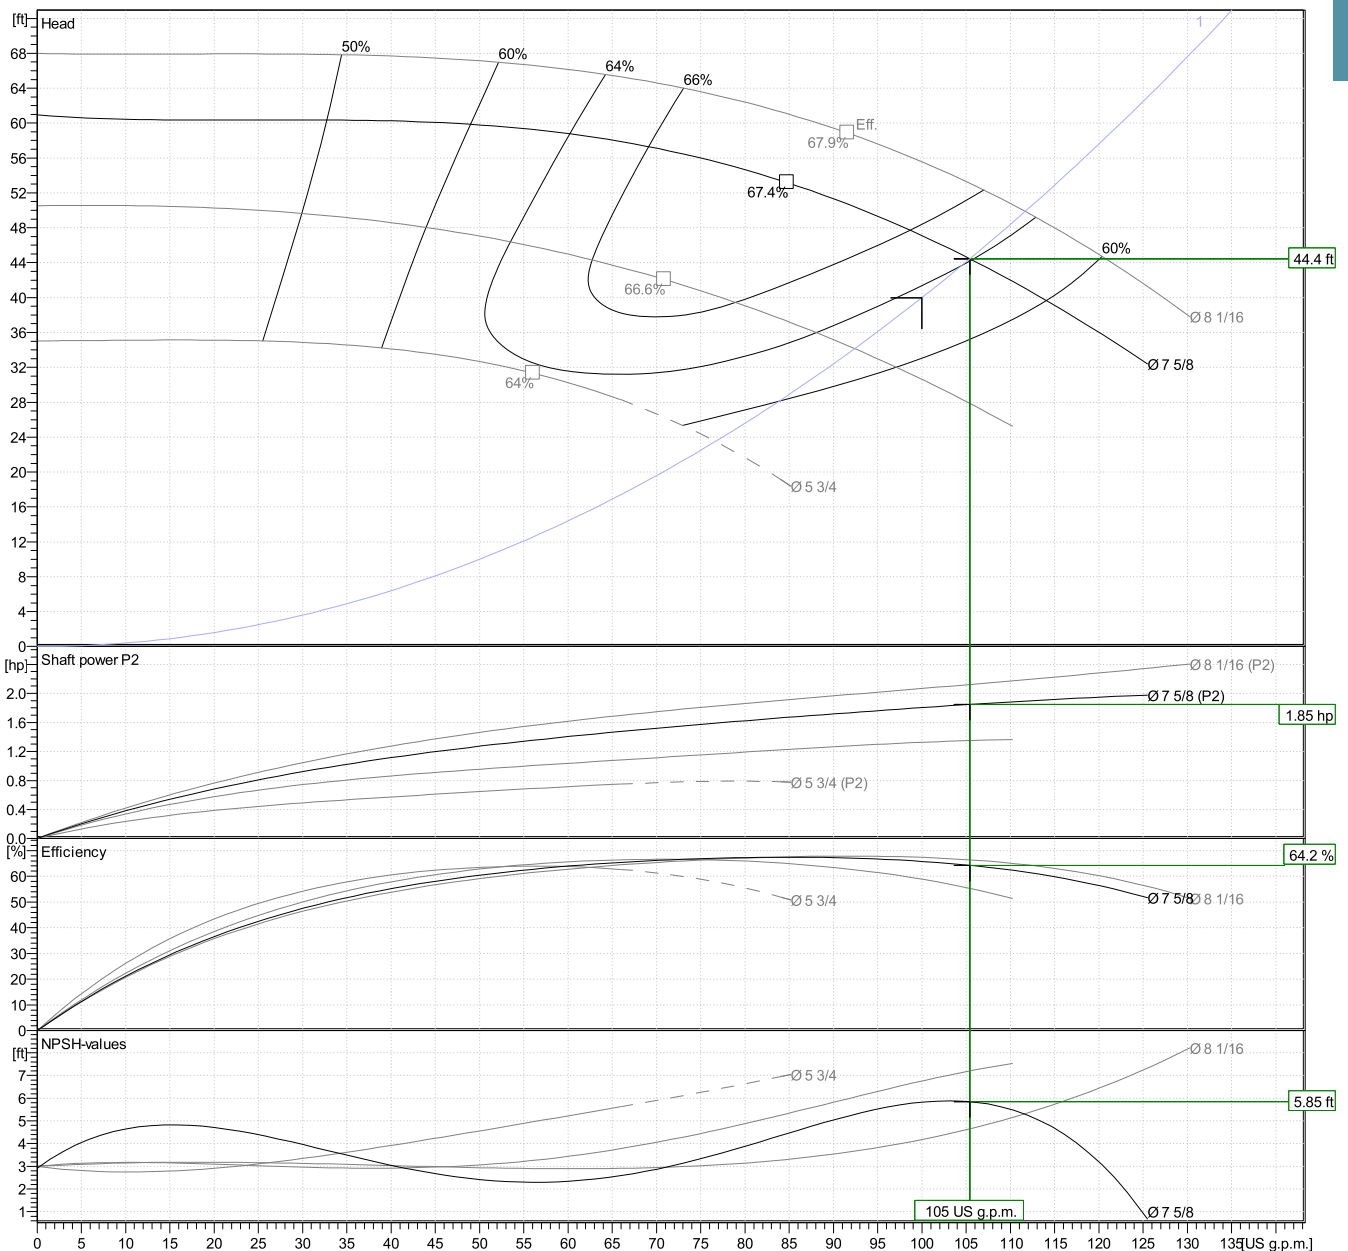 [ft]
Head
1
50%
60%
64%
66%
Eff.
67.9%
67.4%
66.6%
64%
60%
44.4 ft
Ø 8 1/16
Ø 7 5/8
Ø 5 3/4
68
64
60
56
52
48
44
40
36
32
28
24
20
16
12
8
4
0
[hp]
Shaft power P2
Ø 8 1/16 (P2)
Ø 7 5/8 (P2)
1.85 hp
Ø 5 3/4 (P2)
2.0
1.6
1.2
0.8
0.4
0.0
[%]
Efficiency
64.2 %
Ø 5 3/4
Ø 7 5/8
Ø 8 1/16
60
50
40
30
20
10
0
[ft]
NPSH-values
Ø 8 1/16
Ø 5 3/4
5.85 ft
Ø 7 5/8
7
6
5
4
3
2
1
105 US g.p.m.
0 5 10 15 20 25 30 35 40 45 50 55 60 65 70 75 80 85 90 95 100 105 110 115 120 125 130 135 [US g.p.m.]